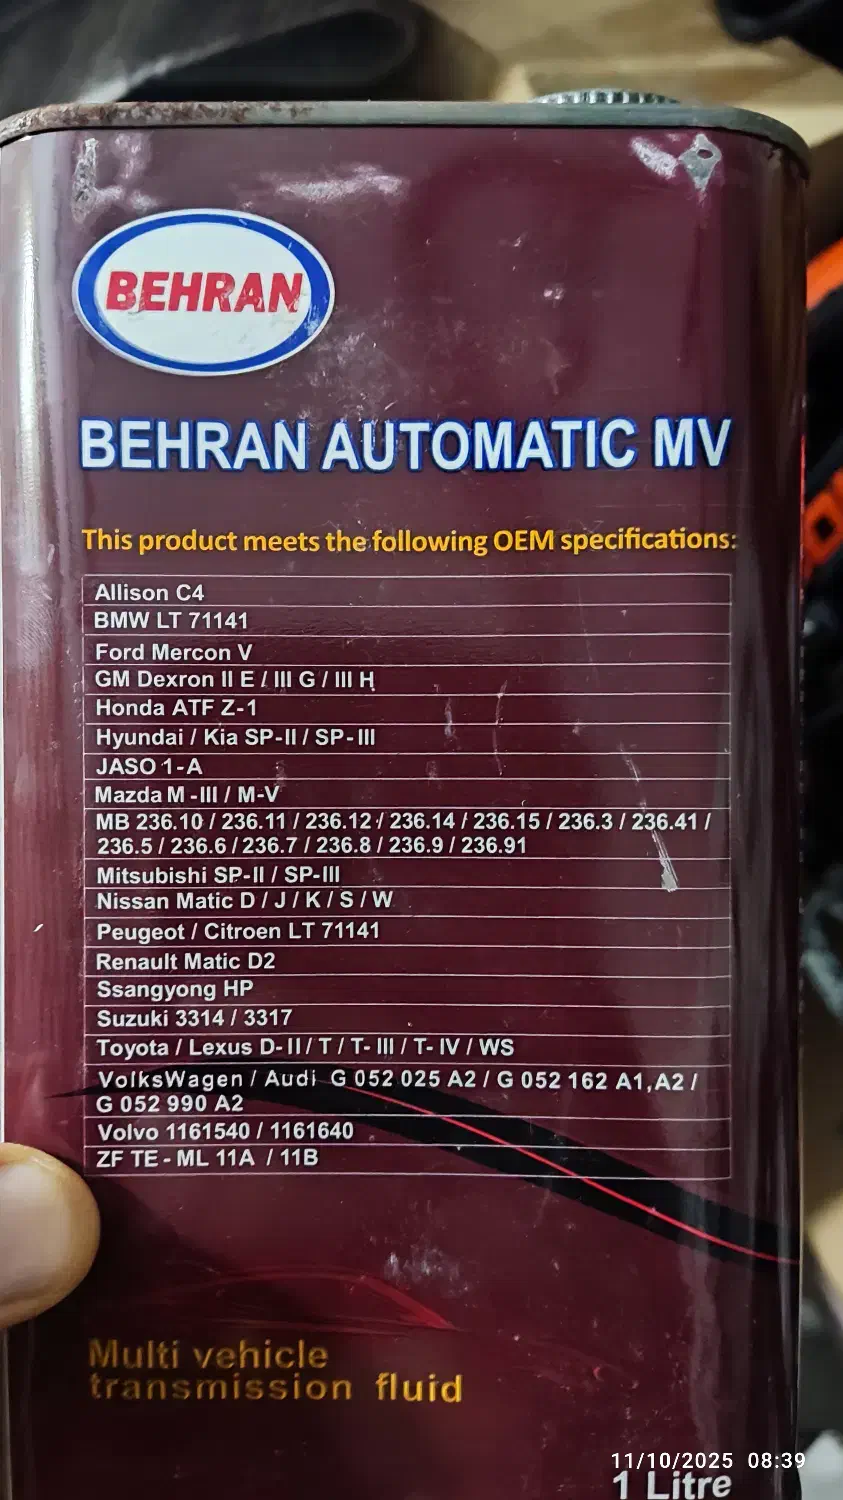 BEHRAN
BEHRAN AUTOMATIC MV
This product meets the following OEM specifications:
Allison C4
BMW LT 71141
Ford Mercon V
GM Dexron II E / III G / III H
Honda ATF Z-1
Hyundai / Kia SP-II / SP-III
JASO 1-A
Mazda M-III / M-V
MB 236.10 / 236.11 / 236.12 / 236.14 / 236.15 / 236.3 / 236.41 /
236.5 / 236.6 / 236.7 / 236.8 / 236.9 / 236.91
Mitsubishi SP-II / SP-III
Nissan Matic D / J / K / S / W
Peugeot / Citroen LT 71141
Renault Matic D2
Ssangyong HP
Suzuki 3314 / 3317
Toyota / Lexus D-II / T / T-III / T-IV / WS
VolksWagen / Audi G 052 025 A2 / G 052 162 A1,A2 /
G 052 990 A2
Volvo 1161540 / 1161640
ZF TE-ML 11A / 11B
Multi vehicle
transmission fluid
11/10/2025 08:39
1 Litre